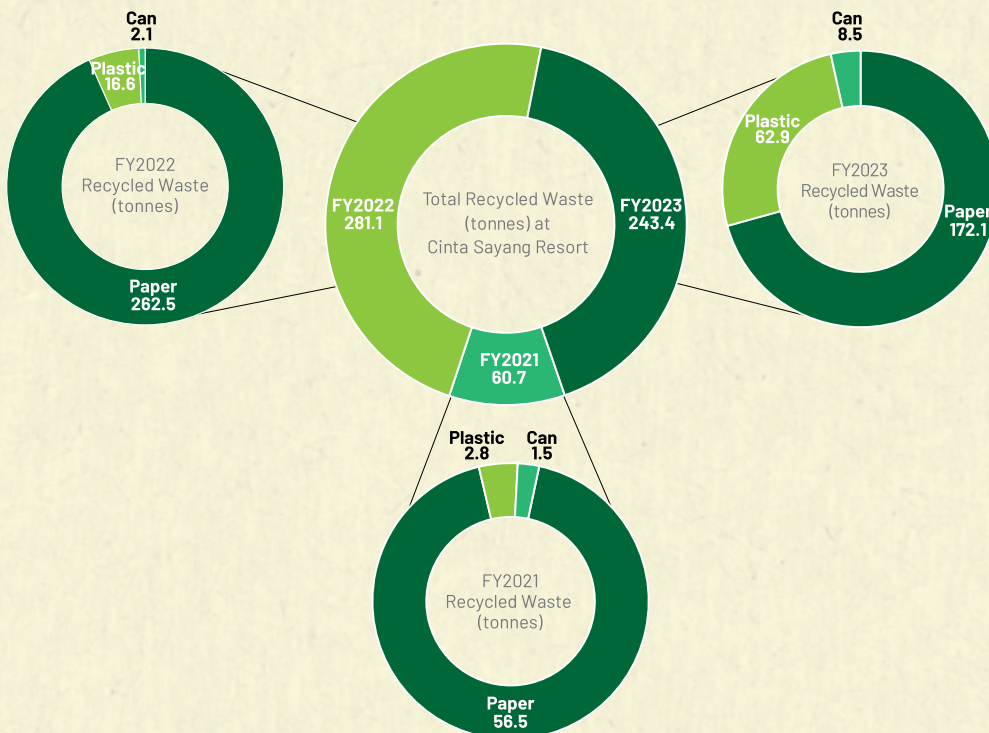 Can
2.1
Plastic
16.6
FY2022
Recycled Waste
(tonnes)
Paper
262.5
FY2022
281.1
Total Recycled Waste
(tonnes) at
Cinta Sayang Resort
FY2023
243.4
FY2021
60.7
Can
8.5
Plastic
62.9
FY2023
Recycled Waste
(tonnes)
Paper
172.1
Plastic
2.8
Can
1.5
FY2021
Recycled Waste
(tonnes)
Paper
56.5